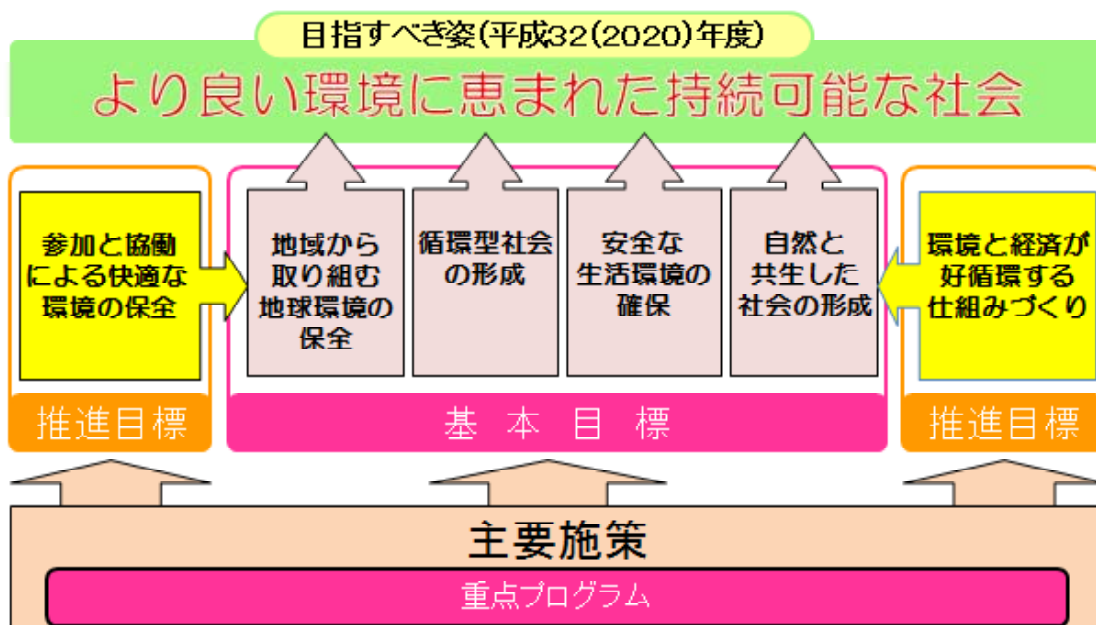 目指すべき姿(平成32(2020)年度)
より良い環境に恵まれた持続可能な社会
参加と協働
による快適な
環境の保全
地域から
取り組む
地球環境の
保全
循環型社会
の形成
安全な
生活環境の
確保
自然と
共生した
社会の形成
環境と経済が
好循環する
仕組みづくり
推進目標
基本目標
推進目標
主要施策
重点プログラム